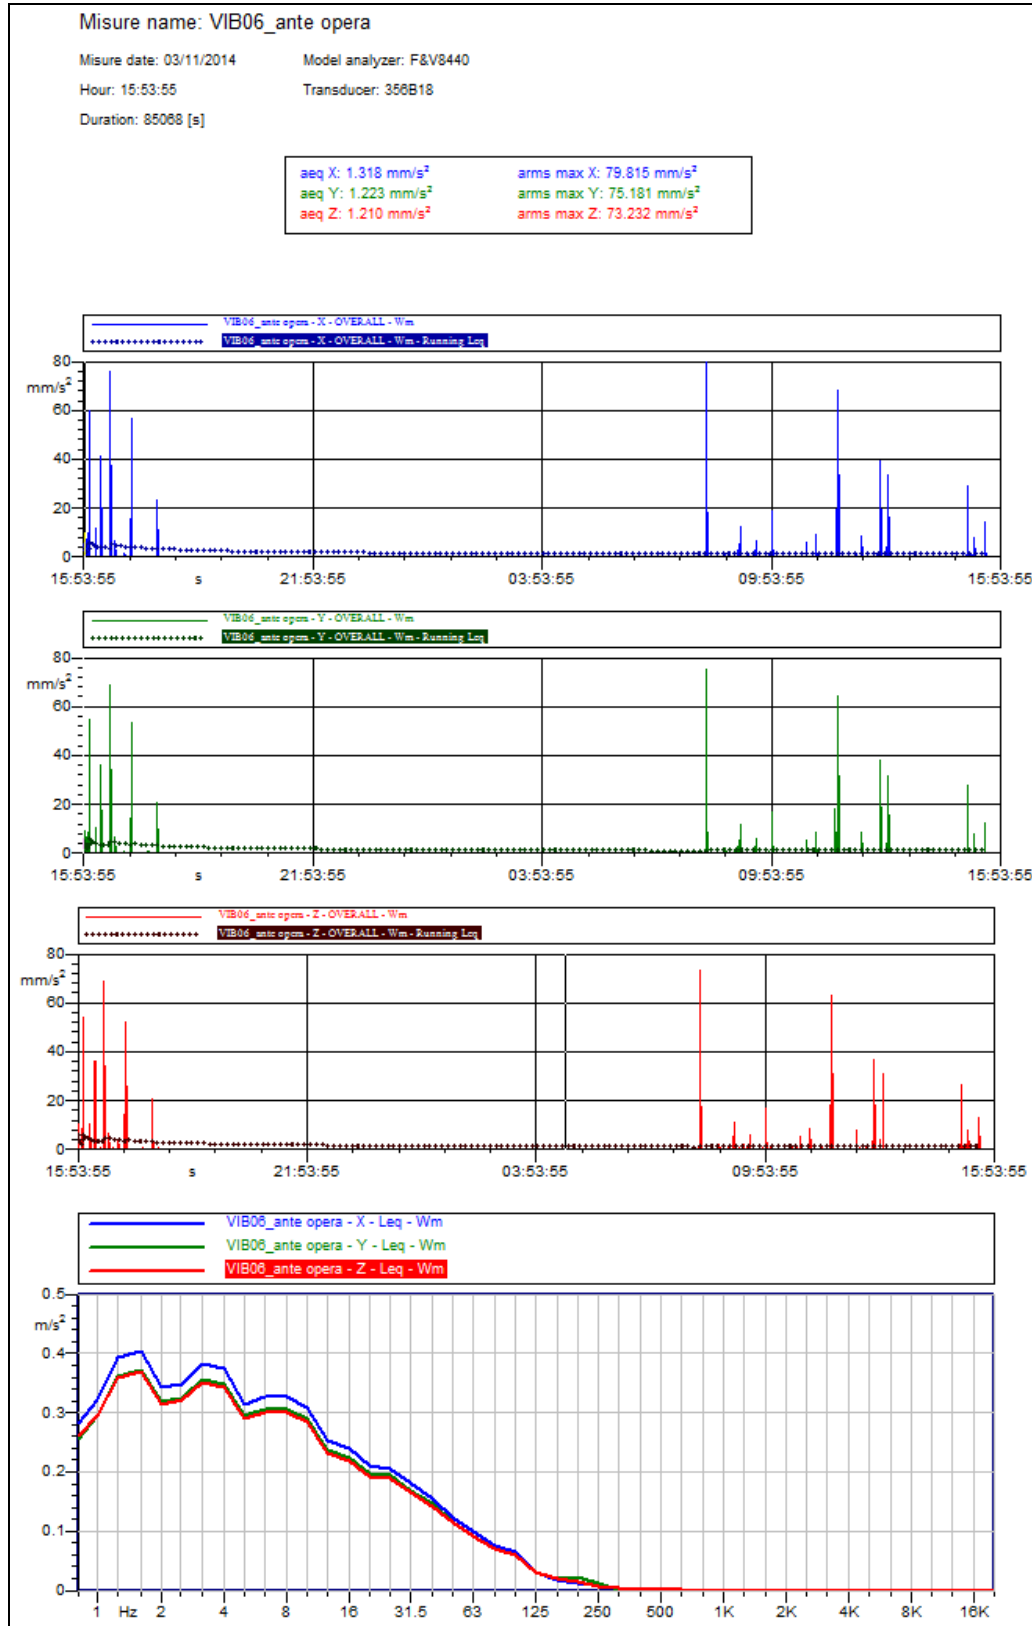 Misure name: VIB06_ante opera
Misure date: 03/11/2014 Model analyzer: F&V8440
Hour: 15:53:55 Transducer: 356B18
Duration: 85068 [s]
aeq X: 1.318 mm/s² arms max X: 79.815 mm/s²
aeq Y: 1.223 mm/s² arms max Y: 75.181 mm/s²
aeq Z: 1.210 mm/s² arms max Z: 73.232 mm/s²
VIB06_ante opera - X - OVERALL - Wm
VIB06_ante opera - X - OVERALL - Wm - Running Leq
80
mm/s²
60
40
20
0
15:53:55 s 21:53:55 03:53:55 09:53:55 15:53:55
VIB06_ante opera - Y - OVERALL - Wm
VIB06_ante opera - Y - OVERALL - Wm - Running Leq
80
mm/s²
60
40
20
0
15:53:55 s 21:53:55 03:53:55 09:53:55 15:53:55
VIB06_ante opera - Z - OVERALL - Wm
VIB06_ante opera - Z - OVERALL - Wm - Running Leq
80
mm/s²
60
40
20
0
15:53:55 s 21:53:55 03:53:55 09:53:55 15:53:55
VIB06_ante opera - X - Leq - Wm
VIB06_ante opera - Y - Leq - Wm
VIB06_ante opera - Z - Leq - Wm
0.5
m/s²
0.4
0.3
0.2
0.1
0
1 Hz 2 4 8 16 31.5 63 125 250 500 1K 2K 4K 8K 16K